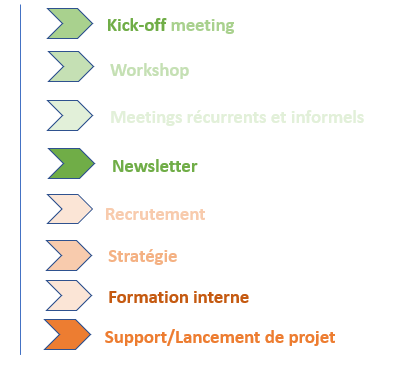 Kick-off meeting
Workshop
Meetings récurrents et informels
Newsletter
Recrutement
Stratégie
Formation interne
Support/Lancement de projet